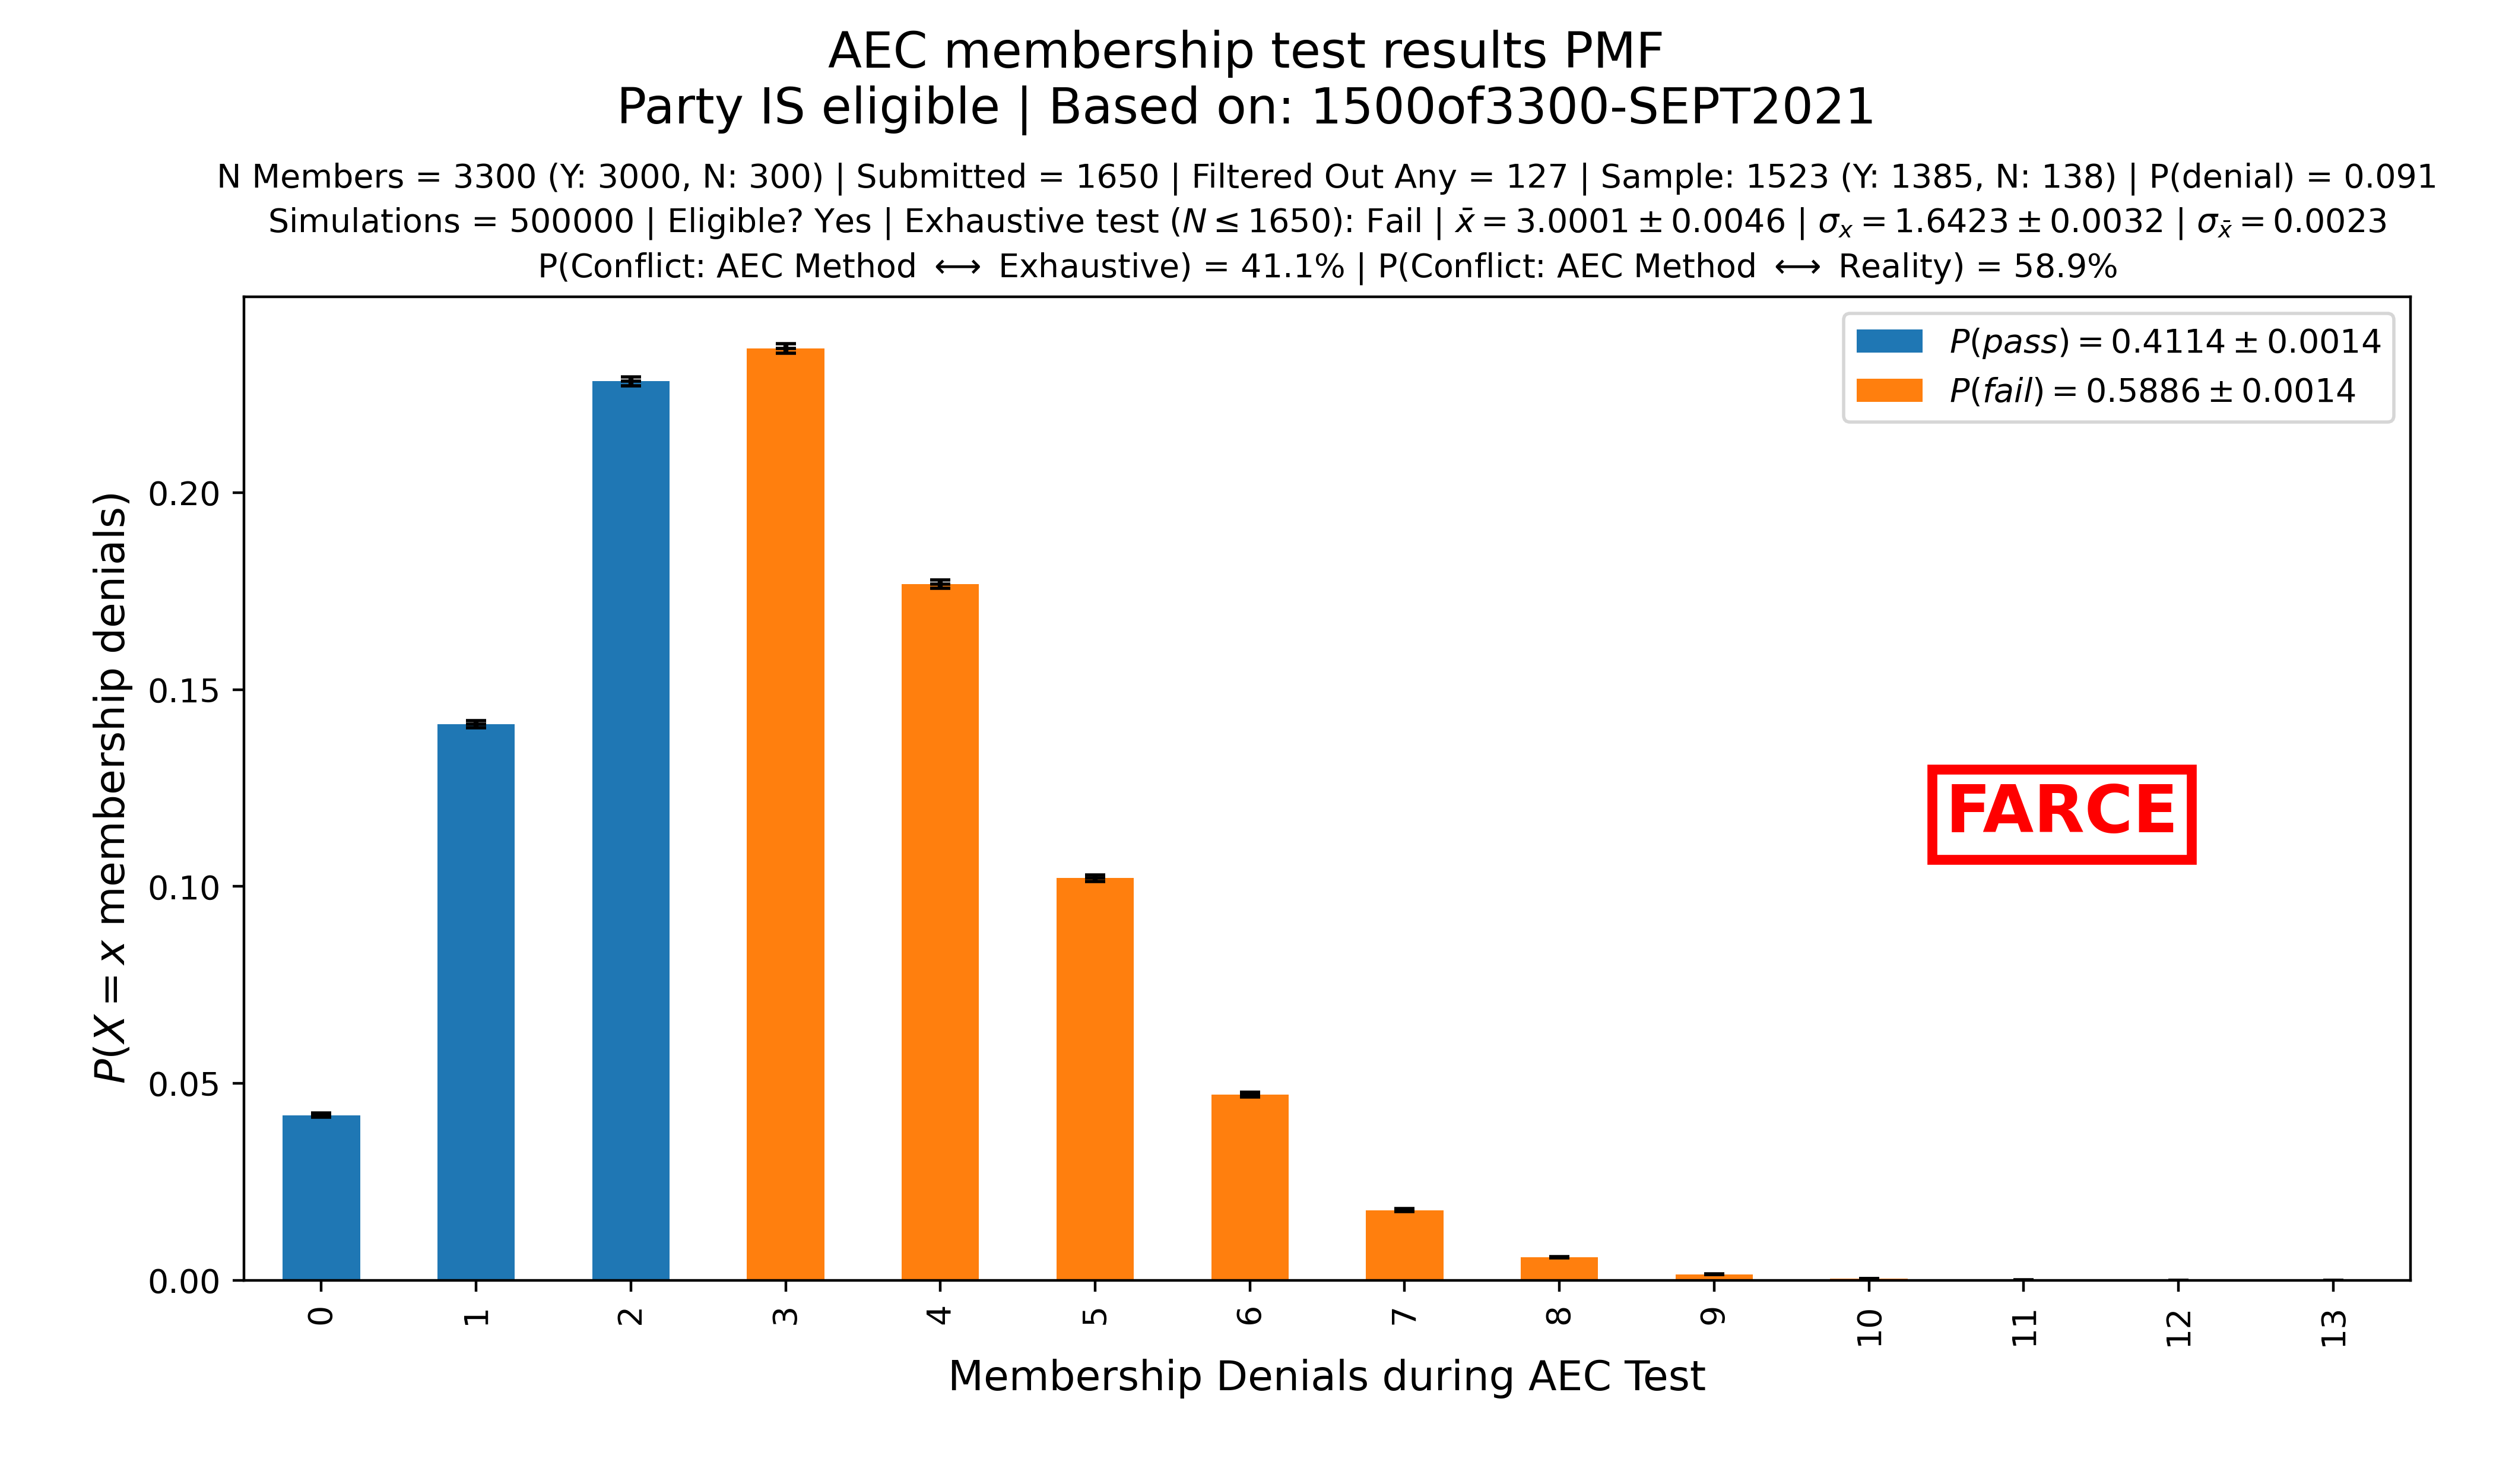 AEC membership test results PMF
Party IS eligible | Based on: 1500of3300-SEPT2021
N Members = 3300 (Y: 3000, N: 300) | Submitted = 1650 | Filtered Out Any = 127 | Sample: 1523 (Y: 1385, N: 138) | P(denial) = 0.091
Simulations = 500000 | Eligible? Yes | Exhaustive test (N ≤ 1650): Fail | x̄ = 3.0001 ± 0.0046 | σₓ = 1.6423 ± 0.0032 | σ_x̄ = 0.0023
P(Conflict: AEC Method ⟷ Exhaustive) = 41.1% | P(Conflict: AEC Method ⟷ Reality) = 58.9%
P(pass) = 0.4114 ± 0.0014
P(fail) = 0.5886 ± 0.0014
P(X = x membership denials)
0.20
0.15
0.10
0.05
0.00
FARCE
0 1 2 3 4 5 6 7 8 9 10 11 12 13
Membership Denials during AEC Test